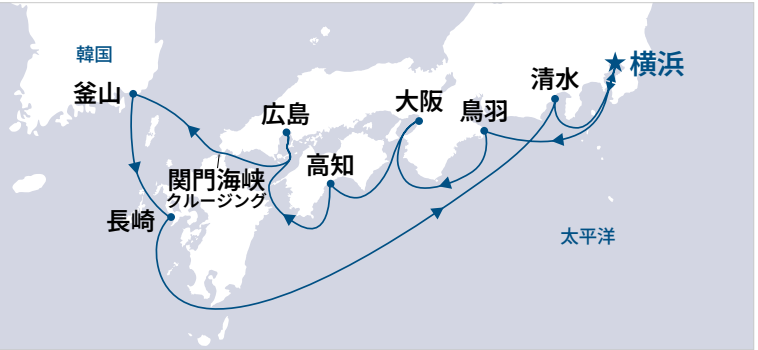 韓国
釜山
広島
大阪
鳥羽
清水
★横浜
高知
関門海峡
クルージング
長崎
太平洋